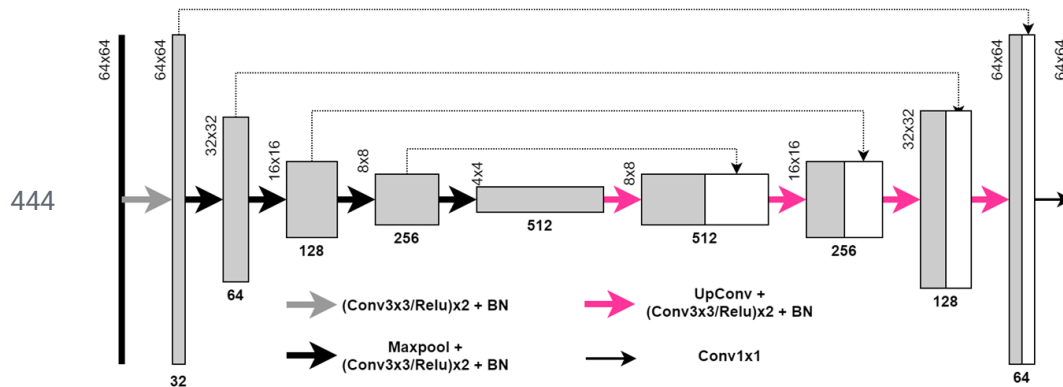 64x64
64x64
32x32
16x16
8x8
4x4
8x8
16x16
32x32
64x64
64x64
444
32
64
128
256
512
512
256
128
64
(Conv3x3/Relu)x2 + BN
Maxpool +
(Conv3x3/Relu)x2 + BN
UpConv +
(Conv3x3/Relu)x2 + BN
Conv1x1